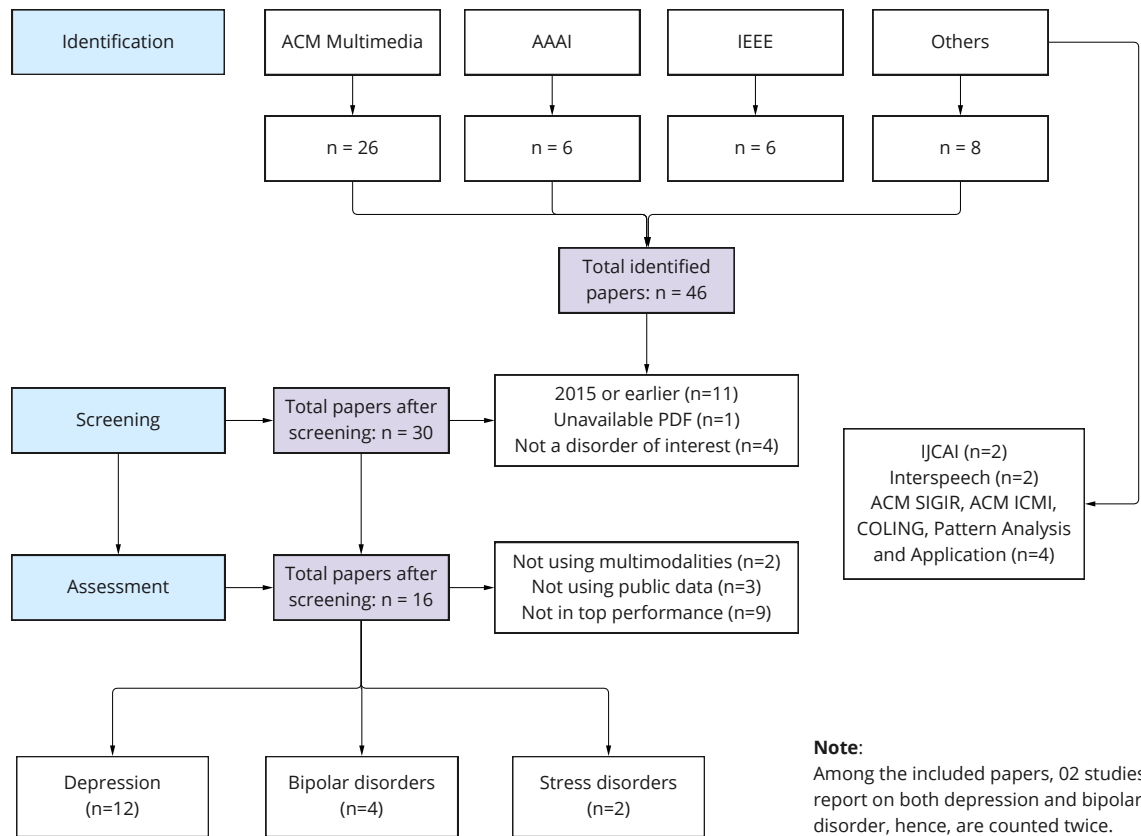 Identification
ACM Multimedia
AAAI
IEEE
Others
n = 26
n = 6
n = 6
n = 8
Total identified
papers: n = 46
Screening
Total papers after
screening: n = 30
2015 or earlier (n=11)
Unavailable PDF (n=1)
Not a disorder of interest (n=4)
IJCAI (n=2)
Interspeech (n=2)
ACM SIGIR, ACM ICMI,
COLING, Pattern Analysis
and Application (n=4)
Assessment
Total papers after
screening: n = 16
Not using multimodalities (n=2)
Not using public data (n=3)
Not in top performance (n=9)
Depression
(n=12)
Bipolar disorders
(n=4)
Stress disorders
(n=2)
Note:
Among the included papers, 02 studies
report on both depression and bipolar
disorder, hence, are counted twice.